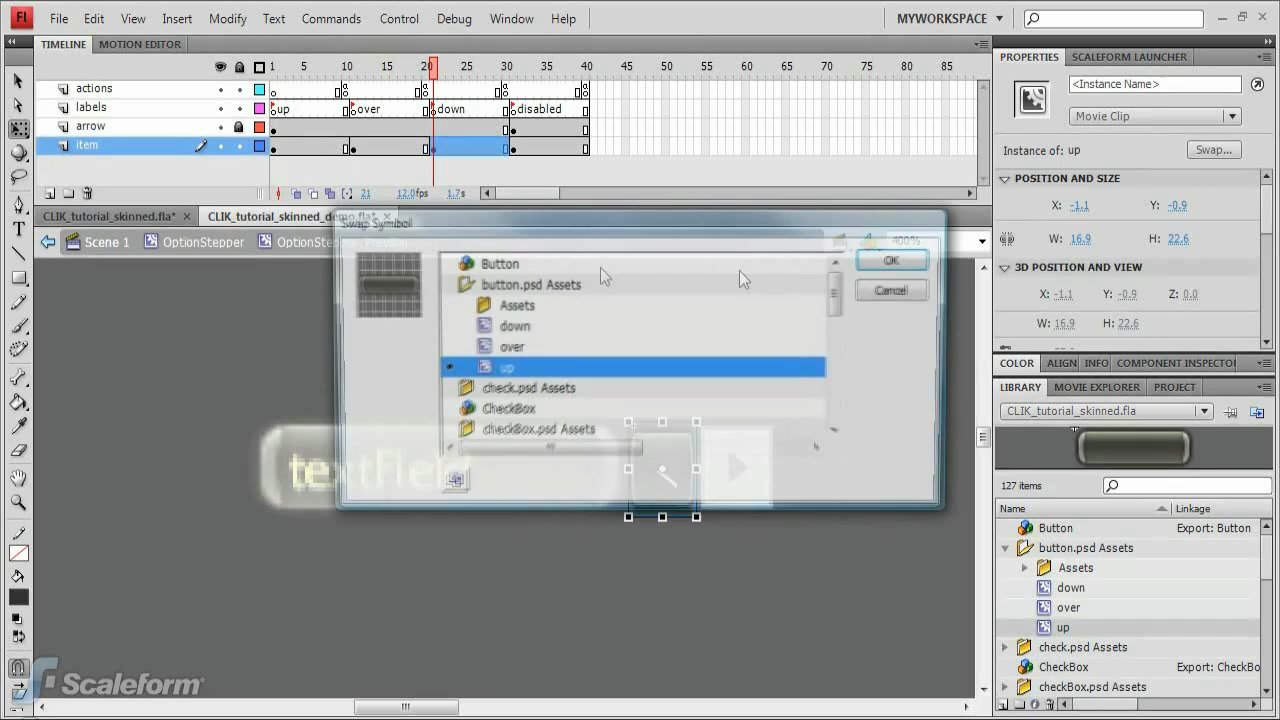 Fl File Edit View Insert Modify Text Commands Control Debug Window Help MYWORKSPACE
TIMELINE MOTION EDITOR
1 5 10 15 20 25 30 35 40 45 50 55 60 65 70 75 80 85
actions
labels up over down disabled
arrow
item
21 12.0fps 1.7s
CLIK_tutorial_skinned.fla* CLIK_tutorial_skinned_demo.fla*
Scene 1 OptionStepper OptionStepper 400%
Swap Symbol
Button
button.psd Assets
Assets
down
over
up
check.psd Assets
CheckBox
checkBox.psd Assets
OK
Cancel
PROPERTIES SCALEFORM LAUNCHER
<Instance Name>
Movie Clip
Instance of: up Swap...
POSITION AND SIZE
X: -1.1 Y: -0.9
W: 16.9 H: 22.6
3D POSITION AND VIEW
X: -1.1 Y: -0.9 Z: 0.0
W: 16.9 H: 22.6
COLOR ALIGN INFO COMPONENT INSPECTOR
LIBRARY MOVIE EXPLORER PROJECT
CLIK_tutorial_skinned.fla
127 items
Name Linkage
Button Export: Button
button.psd Assets
Assets
down
over
up
check.psd Assets
CheckBox Export: CheckBo
checkBox.psd Assets
Scaleform